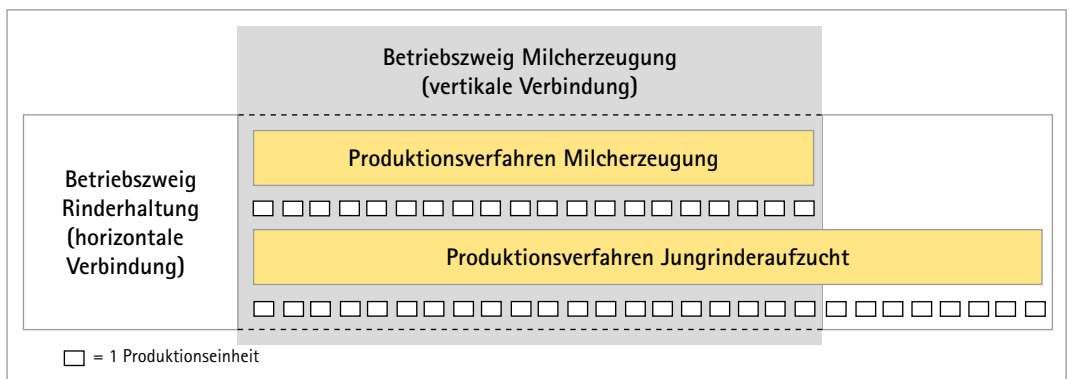 Betriebszweig Milcherzeugung
(vertikale Verbindung)
Produktionsverfahren Milcherzeugung
Betriebszweig
Rinderhaltung
(horizontale
Verbindung)
Produktionsverfahren Jungrinderaufzucht
= 1 Produktionseinheit